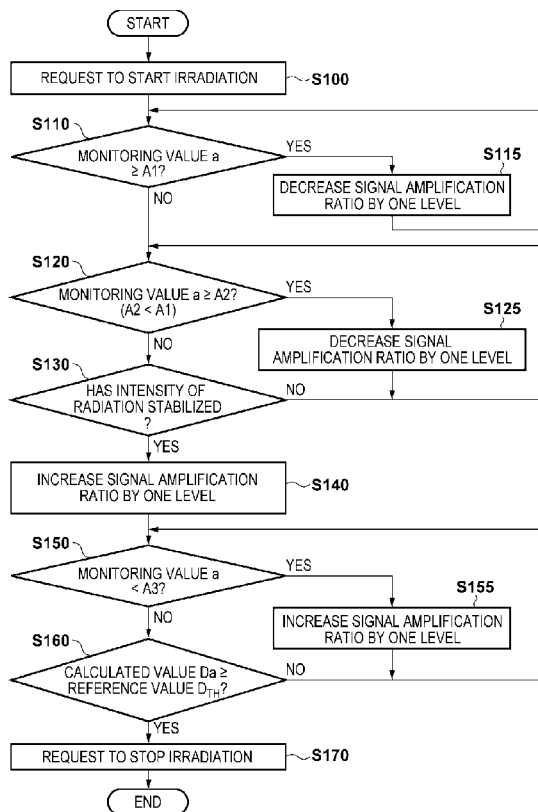 START
REQUEST TO START IRRADIATION
S100
S110
MONITORING VALUE a
≥ A1?
YES
S115
DECREASE SIGNAL AMPLIFICATION
RATIO BY ONE LEVEL
NO
S120
MONITORING VALUE a ≥ A2?
(A2 < A1)
YES
S125
DECREASE SIGNAL
AMPLIFICATION RATIO BY ONE LEVEL
NO
S130
HAS INTENSITY OF
RADIATION STABILIZED
?
NO
YES
INCREASE SIGNAL AMPLIFICATION
RATIO BY ONE LEVEL
S140
S150
MONITORING VALUE a
< A3?
YES
S155
INCREASE SIGNAL AMPLIFICATION
RATIO BY ONE LEVEL
NO
S160
CALCULATED VALUE Da ≥
REFERENCE VALUE DTH?
NO
YES
REQUEST TO STOP IRRADIATION
S170
END